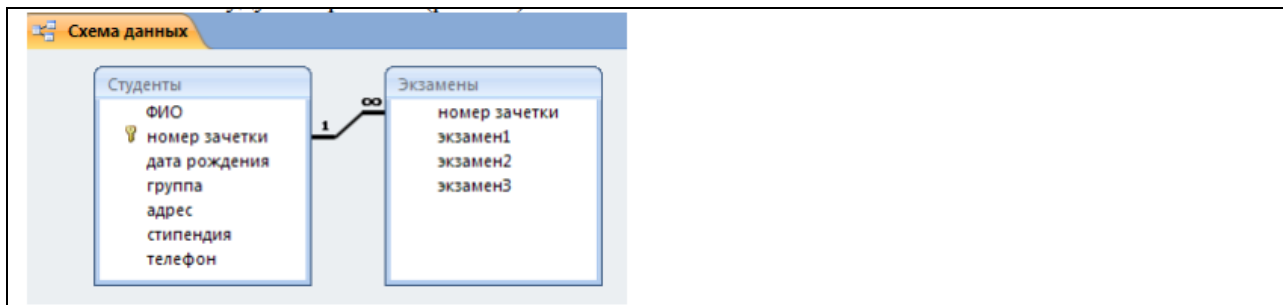 Схема данных
Студенты
ФИО
номер зачетки
дата рождения
группа
адрес
стипендия
телефон
1
∞
Экзамены
номер зачетки
экзамен1
экзамен2
экзамен3